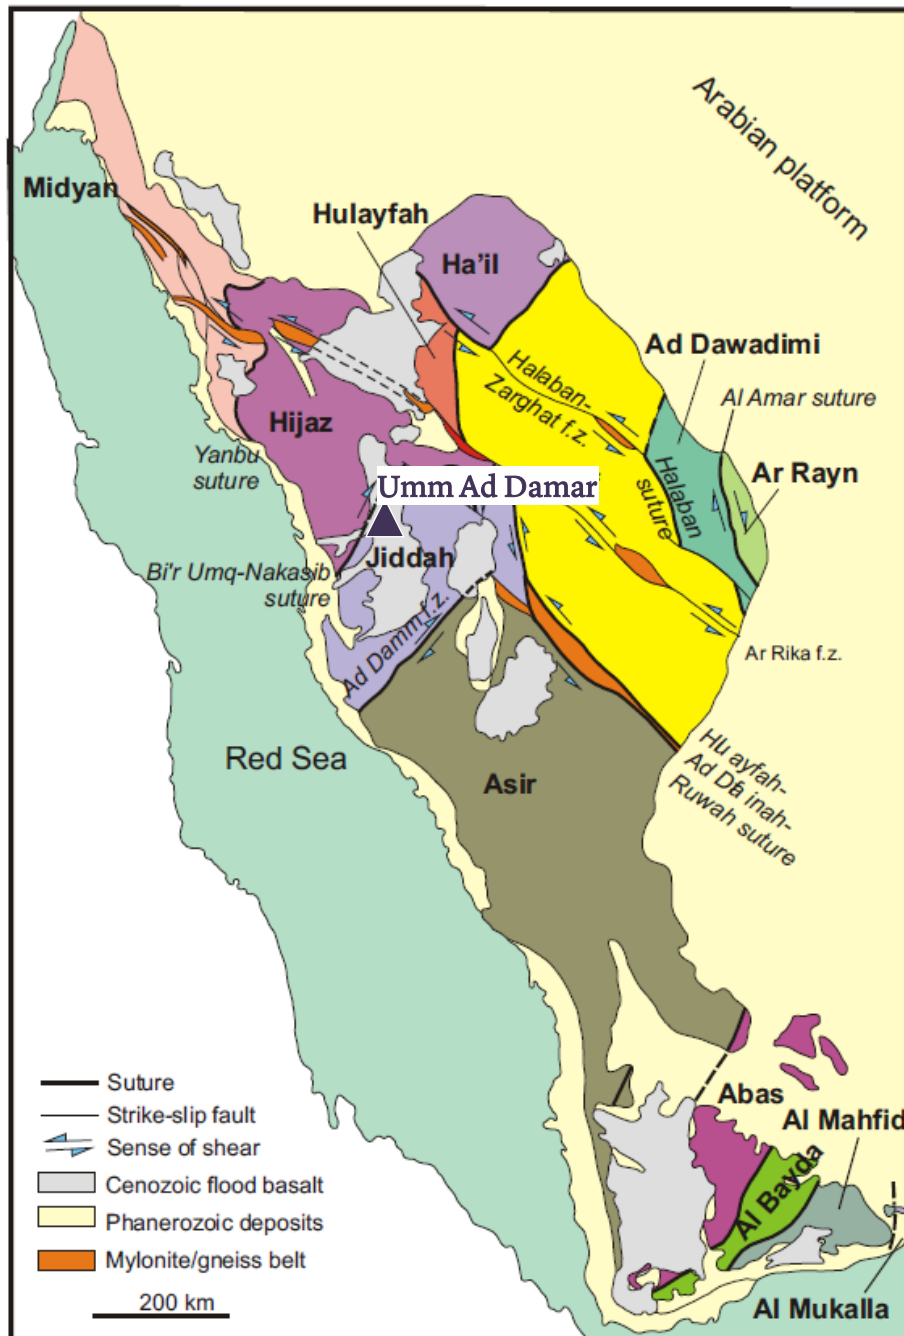 Arabian platform
Midyan
Hulayfah
Ha'il
Ad Dawadimi
Al Amar suture
Halaban-
Zarghat f.z.
Hijaz
Yanbu
suture
Halaban
suture
Ar Rayn
Umm Ad Damar
Jiddah
Bi'r Umq-Nakasib
suture
Ad Damm f.z.
Ar Rika f.z.
Red Sea
Asir
Ad
inah-
Ruwah suture
Suture
Strike-slip fault
Sense of shear
Cenozoic flood basalt
Phanerozoic deposits
Mylonite/gneiss belt
200 km
Abas
Al Mahfid
Al Bayda
Al Mukalla